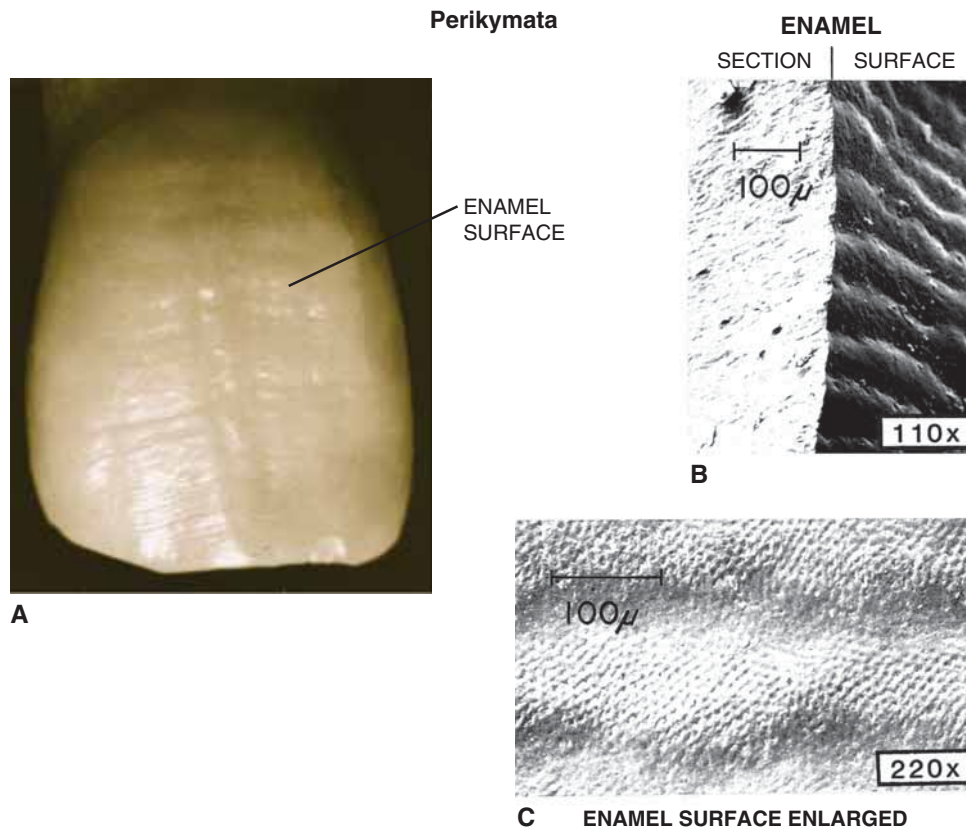 Perikymata
ENAMEL
SECTION | SURFACE
ENAMEL
SURFACE
100μ
110x
B
100μ
A
220x
C ENAMEL SURFACE ENLARGED